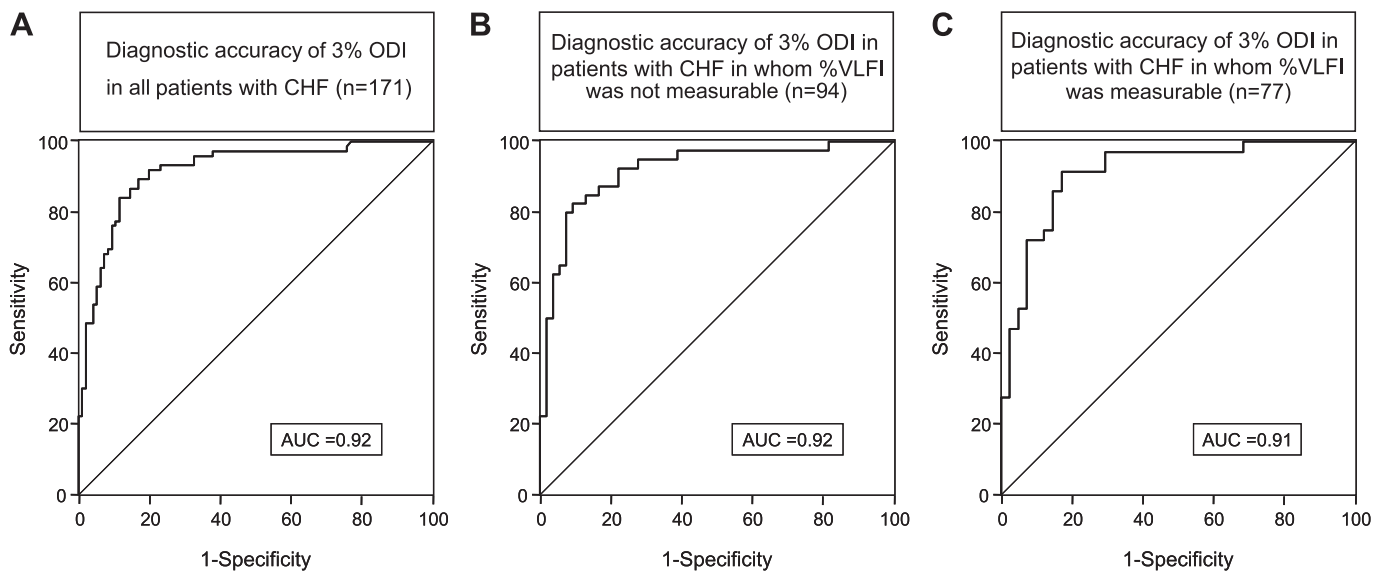 A
Diagnostic accuracy of 3% ODI
in all patients with CHF (n=171)
100
80
60
40
20
0
Sensitivity
AUC =0.92
0 20 40 60 80 100
1-Specificity
B
Diagnostic accuracy of 3% ODI in
patients with CHF in whom %VLFI
was not measurable (n=94)
100
80
60
40
20
0
Sensitivity
AUC =0.92
0 20 40 60 80 100
1-Specificity
C
Diagnostic accuracy of 3% ODI in
patients with CHF in whom %VLFI
was measurable (n=77)
100
80
60
40
20
0
Sensitivity
AUC =0.91
0 20 40 60 80 100
1-Specificity